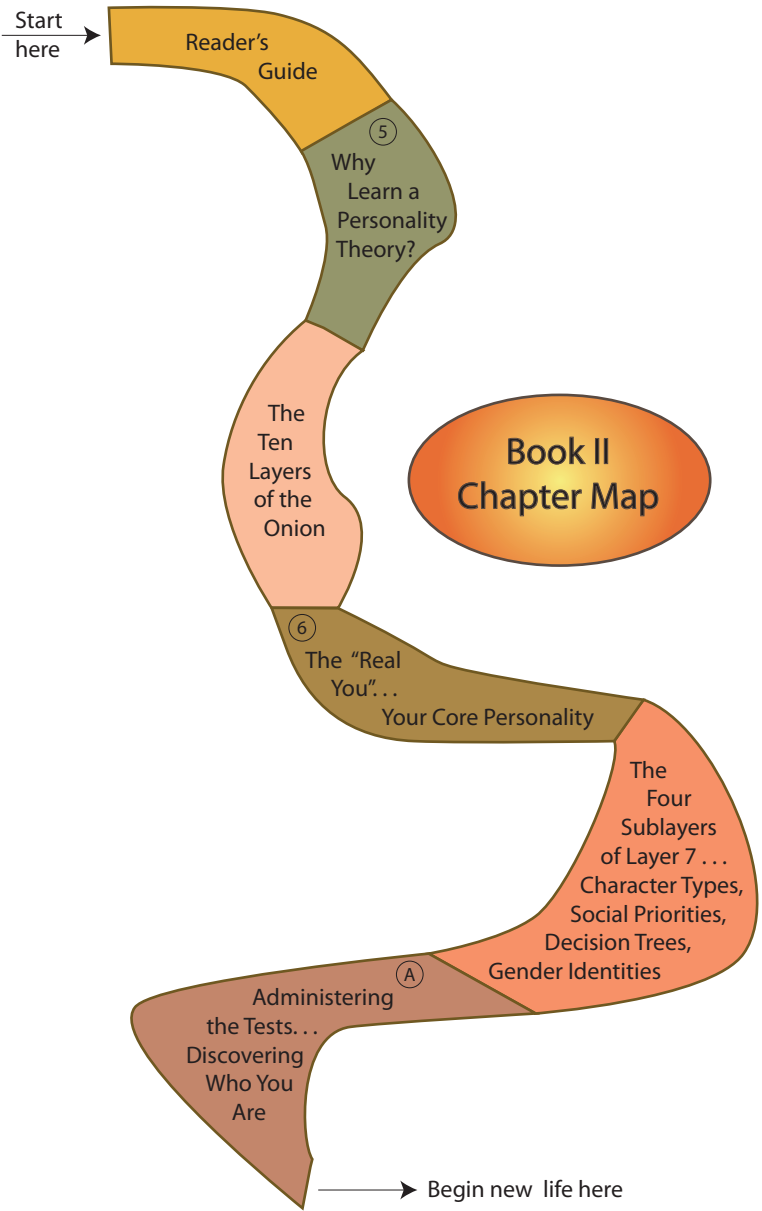 Start
here
Reader's
Guide
5
Why
Learn a
Personality
Theory?
The
Ten
Layers
of the
Onion
Book II
Chapter Map
6
The “Real
You”. . .
Your Core Personality
The
Four
Sublayers
of Layer 7 . . .
Character Types,
Social Priorities,
Decision Trees,
Gender Identities
A
Administering
the Tests. . .
Discovering
Who You
Are
Begin new life here